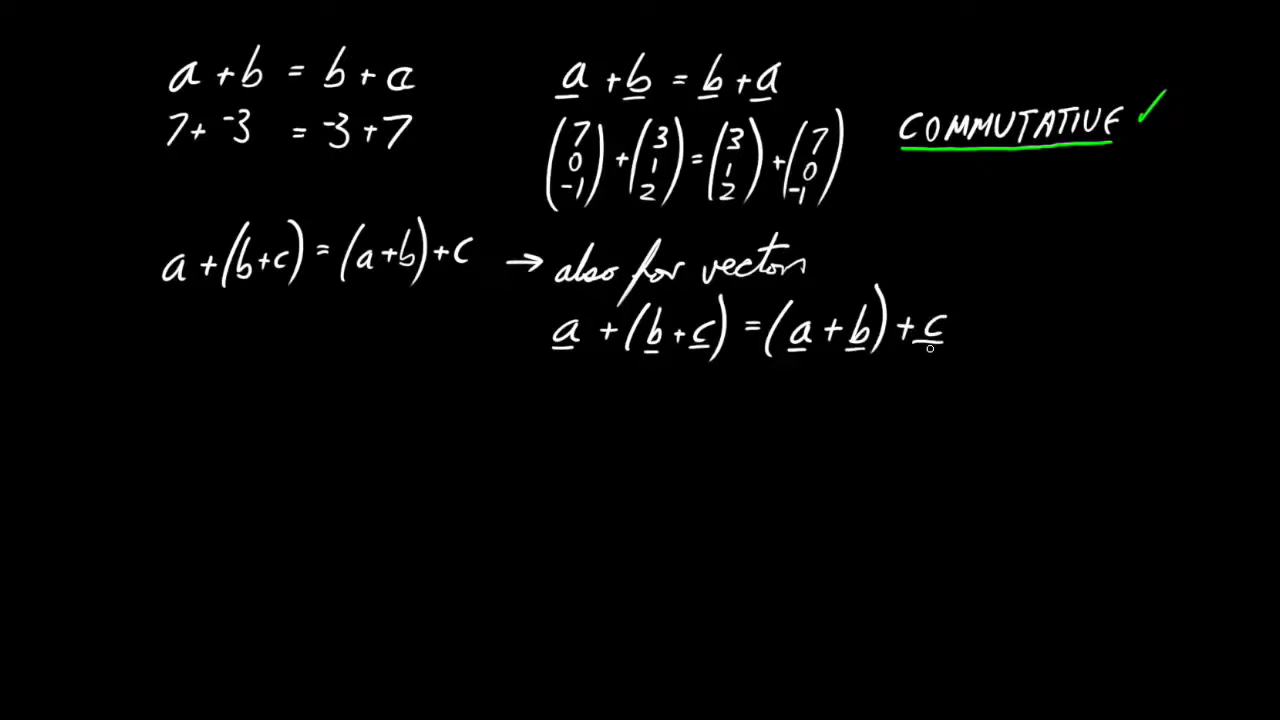 a + b = b + a
7 + -3 = -3 + 7
a + b = b + a
(7 0 -1) + (3 1 2) = (3 1 2) + (7 0 -1)
COMMUTATIVE ✓
a + (b + c) = (a + b) + c → also for vectors
a + (b + c) = (a + b) + c